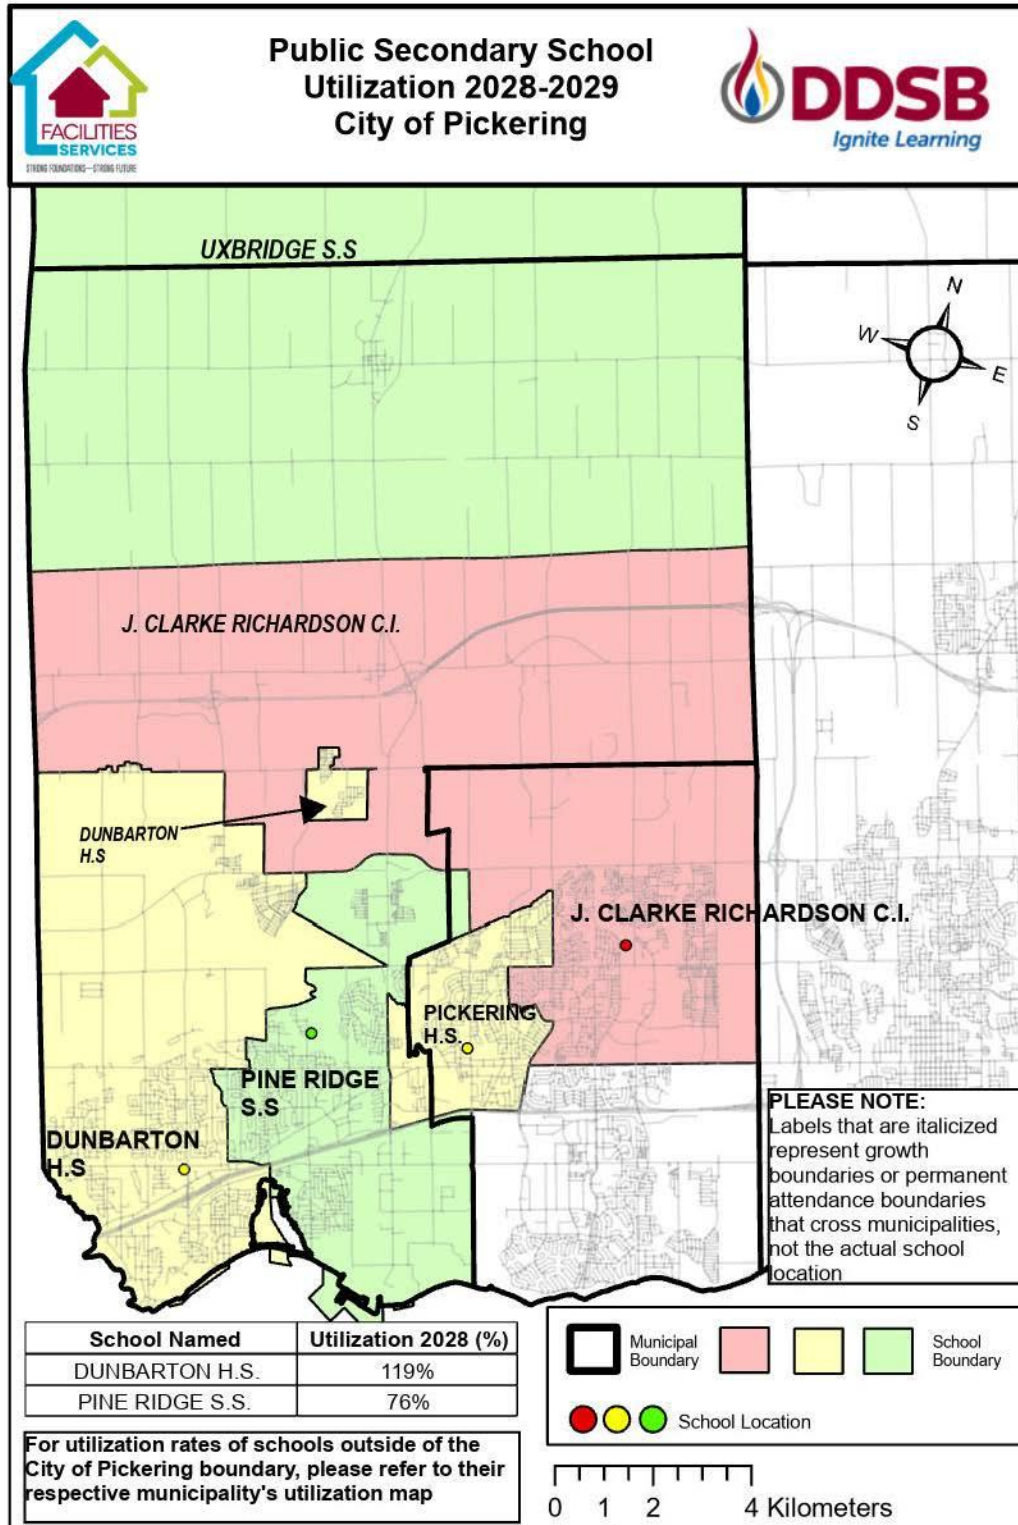 Public Secondary School
Utilization 2028-2029
City of Pickering
FACILITIES
SERVICES
STRONG FOUNDATIONS—STRONG FUTURE
DDSB
Ignite Learning
UXBRIDGE S.S
N
W
E
S
J. CLARKE RICHARDSON C.I.
DUNBARTON
H.S
J. CLARKE RICHARDSON C.I.
PICKERING
H.S.
PINE RIDGE
S.S
DUNBARTON
H.S
PLEASE NOTE:
Labels that are italicized
represent growth
boundaries or permanent
attendance boundaries
that cross municipalities,
not the actual school
location
School Named Utilization 2028 (%)
DUNBARTON H.S. 119%
PINE RIDGE S.S. 76%
For utilization rates of schools outside of the
City of Pickering boundary, please refer to their
respective municipality's utilization map
Municipal
Boundary
School
Boundary
School Location
0 1 2 4 Kilometers